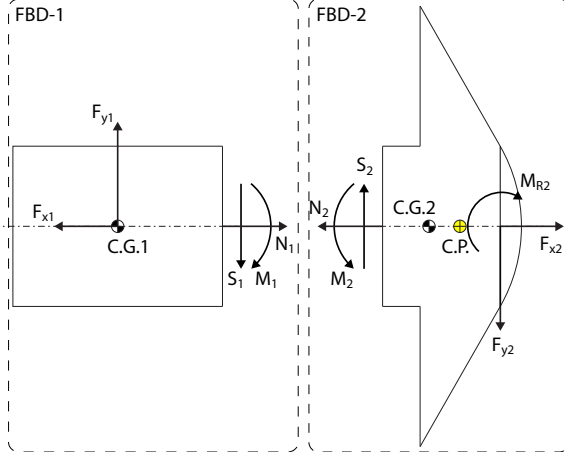 FBD-1
FBD-2
F_y1
S_2
M_R2
F_x1
N_2
C.G.2
C.G.1
N_1
C.P.
F_x2
S_1
M_1
M_2
F_y2